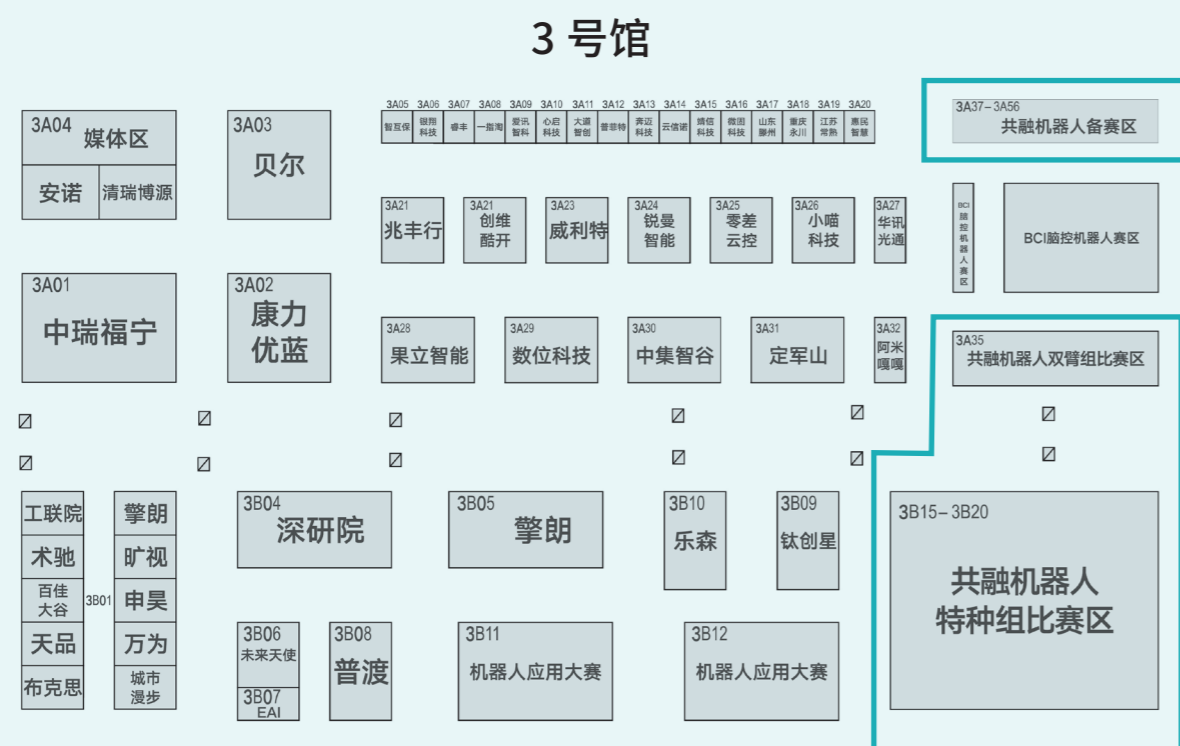 3 号馆
3A04
媒体区
安诺
清瑞博源
3A03
贝尔
3A05
智互保
3A06
银翔
科技
3A07
睿丰
3A08
一指淘
3A09
爱讯
智科
3A10
心启
科技
3A11
大道
智创
3A12
普菲特
3A13
奔迈
科技
3A14
云信诺
3A15
婧信
科技
3A16
微图
科技
3A17
山东
滕州
3A18
重庆
永川
3A19
江苏
常熟
3A20
惠民
智慧
3A37–3A56
共融机器人备赛区
3A21
兆丰行
3A21
创维
酷开
3A23
威利特
3A24
锐曼
智能
3A25
零差
云控
3A26
小喵
科技
3A27
华讯
光通
BCI
脑
控
机
器
人
赛
区
BCI脑控机器人赛区
3A01
中瑞福宁
3A02
康力
优蓝
3A28
果立智能
3A29
数位科技
3A30
中集智谷
3A31
定军山
3A32
阿米
嘎嘎
3A35
共融机器人双臂组比赛区
工联院
术驰
百佳
大谷
天品
布克思
3B01
擎朗
旷视
申昊
万为
城市
漫步
3B04
深研院
3B05
擎朗
3B10
乐森
3B09
钛创星
3B15–3B20
共融机器人
特种组比赛区
3B06
未来天使
3B07
EAI
3B08
普渡
3B11
机器人应用大赛
3B12
机器人应用大赛